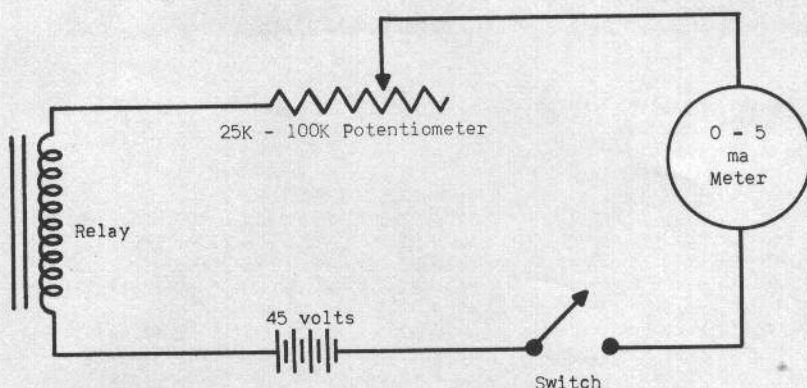 25K - 100K Potentiometer
0 - 5
ma
Meter
Relay
45 volts
Switch